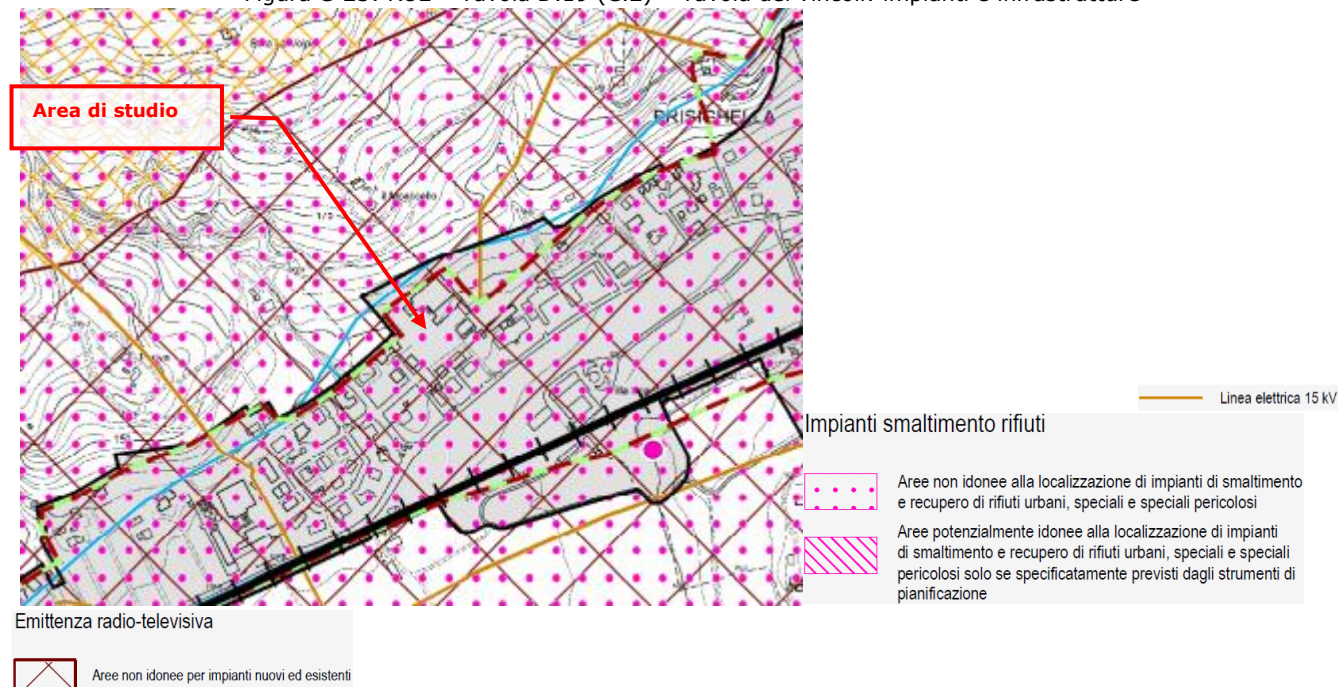 Area di studio
Linea elettrica 15 kV
Impianti smaltimento rifiuti
Aree non idonee alla localizzazione di impianti di smaltimento
e recupero di rifiuti urbani, speciali e speciali pericolosi
Aree potenzialmente idonee alla localizzazione di impianti
di smaltimento e recupero di rifiuti urbani, speciali e speciali
pericolosi solo se specificatamente previsti dagli strumenti di
pianificazione
Emittenza radio-televisiva
Aree non idonee per impianti nuovi ed esistenti